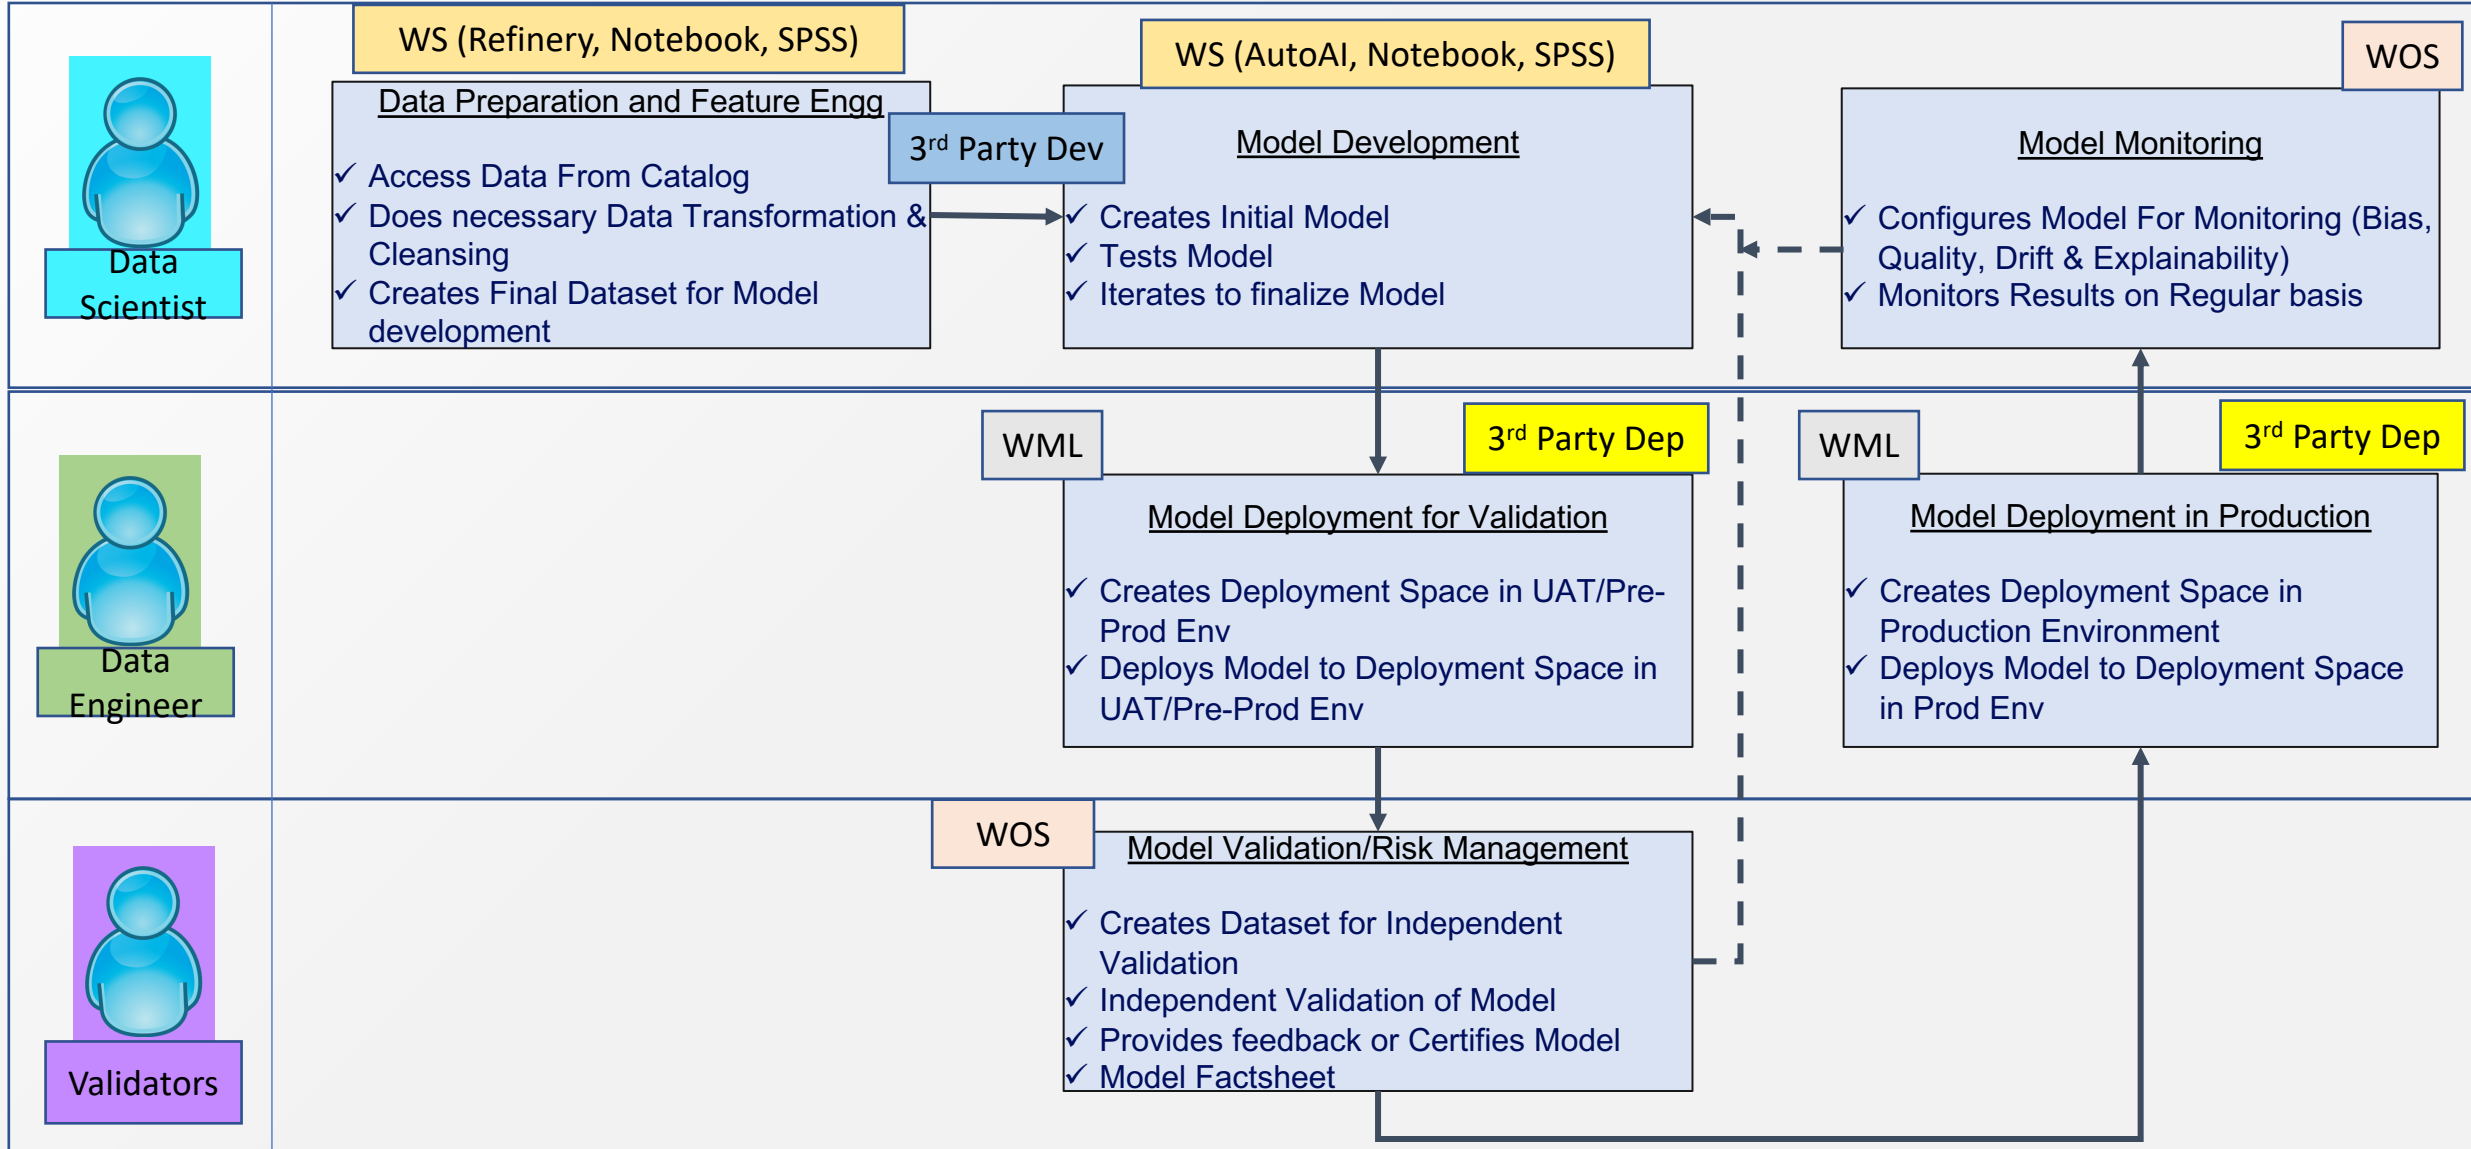 WS (Refinery, Notebook, SPSS)
Data Preparation and Feature Engg
✓ Access Data From Catalog
✓ Does necessary Data Transformation &
Cleansing
✓ Creates Final Dataset for Model
development
3rd Party Dev
WS (AutoAI, Notebook, SPSS)
Model Development
✓ Creates Initial Model
✓ Tests Model
✓ Iterates to finalize Model
WOS
Model Monitoring
✓ Configures Model For Monitoring (Bias,
Quality, Drift & Explainability)
✓ Monitors Results on Regular basis
Data
Scientist
WML
3rd Party Dep
Model Deployment for Validation
✓ Creates Deployment Space in UAT/Pre-
Prod Env
✓ Deploys Model to Deployment Space in
UAT/Pre-Prod Env
WML
3rd Party Dep
Model Deployment in Production
✓ Creates Deployment Space in
Production Environment
✓ Deploys Model to Deployment Space
in Prod Env
Data
Engineer
WOS
Model Validation/Risk Management
✓ Creates Dataset for Independent
Validation
✓ Independent Validation of Model
✓ Provides feedback or Certifies Model
✓ Model Factsheet
Validators